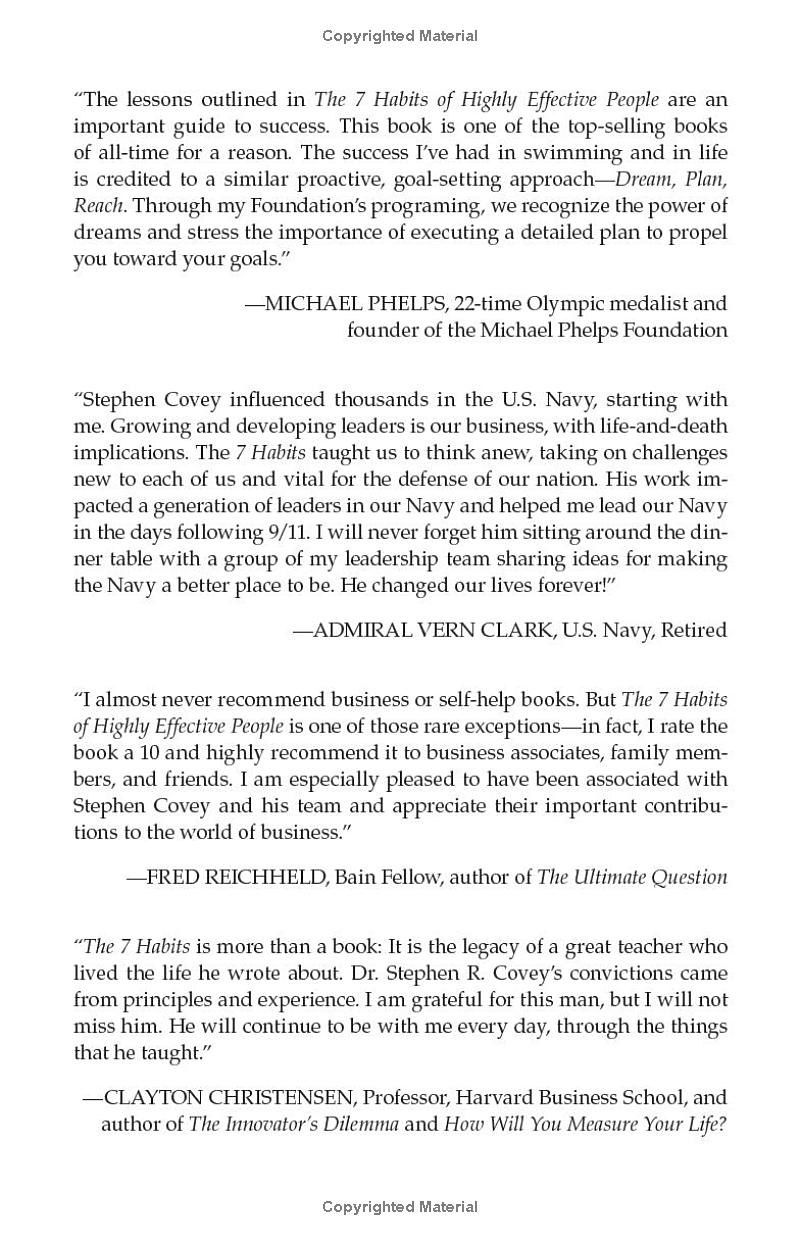 Copyrighted Material
“The lessons outlined in The 7 Habits of Highly Effective People are an
important guide to success. This book is one of the top-selling books
of all-time for a reason. The success I’ve had in swimming and in life
is credited to a similar proactive, goal-setting approach—Dream, Plan,
Reach. Through my Foundation’s programing, we recognize the power of
dreams and stress the importance of executing a detailed plan to propel
you toward your goals.”
—MICHAEL PHELPS, 22-time Olympic medalist and
founder of the Michael Phelps Foundation
“Stephen Covey influenced thousands in the U.S. Navy, starting with
me. Growing and developing leaders is our business, with life-and-death
implications. The 7 Habits taught us to think anew, taking on challenges
new to each of us and vital for the defense of our nation. His work im-
pacted a generation of leaders in our Navy and helped me lead our Navy
in the days following 9/11. I will never forget him sitting around the din-
ner table with a group of my leadership team sharing ideas for making
the Navy a better place to be. He changed our lives forever!”
—ADMIRAL VERN CLARK, U.S. Navy, Retired
“I almost never recommend business or self-help books. But The 7 Habits
of Highly Effective People is one of those rare exceptions—in fact, I rate the
book a 10 and highly recommend it to business associates, family mem-
bers, and friends. I am especially pleased to have been associated with
Stephen Covey and his team and appreciate their important contribu-
tions to the world of business.”
—FRED REICHHELD, Bain Fellow, author of The Ultimate Question
“The 7 Habits is more than a book: It is the legacy of a great teacher who
lived the life he wrote about. Dr. Stephen R. Covey’s convictions came
from principles and experience. I am grateful for this man, but I will not
miss him. He will continue to be with me every day, through the things
that he taught.”
—CLAYTON CHRISTENSEN, Professor, Harvard Business School, and
author of The Innovator’s Dilemma and How Will You Measure Your Life?
Copyrighted Material